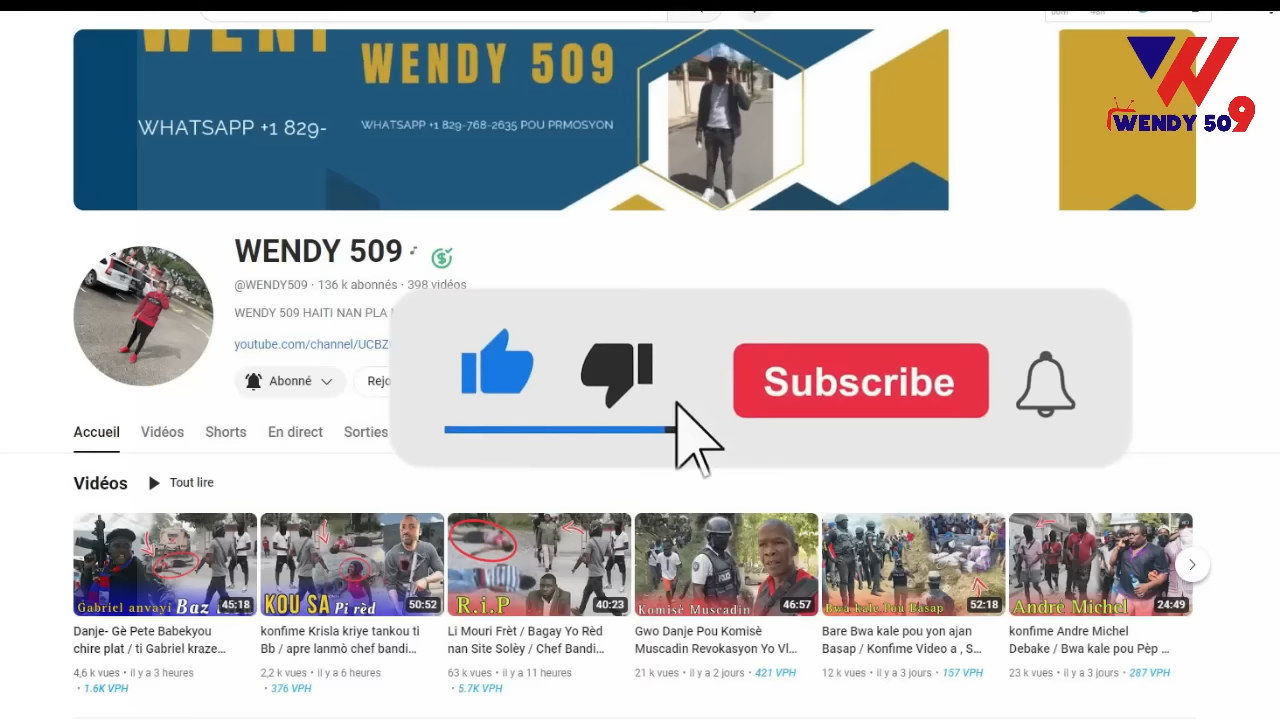 WENDY 509
WHATSAPP +1 829-
WHATSAPP +1 829-768-2635 POU PRMOSYON
WENDY 509
WENDY 509
@WENDY509 · 136 k abonnés · 398 vidéos
WENDY 509 HAITI NAN PLA
youtube.com/channel/UCBZ
Abonné
Rejo
Subscribe
Accueil
Vidéos
Shorts
En direct
Sorties
Vidéos
Tout lire
Gabriel anvayi Baz
45:18
KOU SA Pi rèd
50:52
R.i.P
40:23
Komisè Muscadin
46:57
Bwa kale Pou Basap
52:18
Andre Michel
24:49
Danje- Gè Pete Babekyou
chire plat / ti Gabriel kraze...
4,6 k vues • il y a 3 heures
• 1.6K VPH
konfime Krisla kriye tankou ti
Bb / apre lanmò chef bandi...
2,2 k vues • il y a 6 heures
• 376 VPH
Li Mouri Frèt / Bagay Yo Rèd
nan Site Solèy / Chef Bandi...
63 k vues • il y a 11 heures
• 5.7K VPH
Gwo Danje Pou Komisè
Muscadin Revokasyon Yo Vl...
21 k vues • il y a 2 jours • 421 VPH
Bare Bwa kale pou yon ajan
Basap / Konfime Video a , S...
12 k vues • il y a 3 jours • 157 VPH
konfime Andre Michel
Debake / Bwa kale pou Pèp ...
23 k vues • il y a 3 jours • 287 VPH